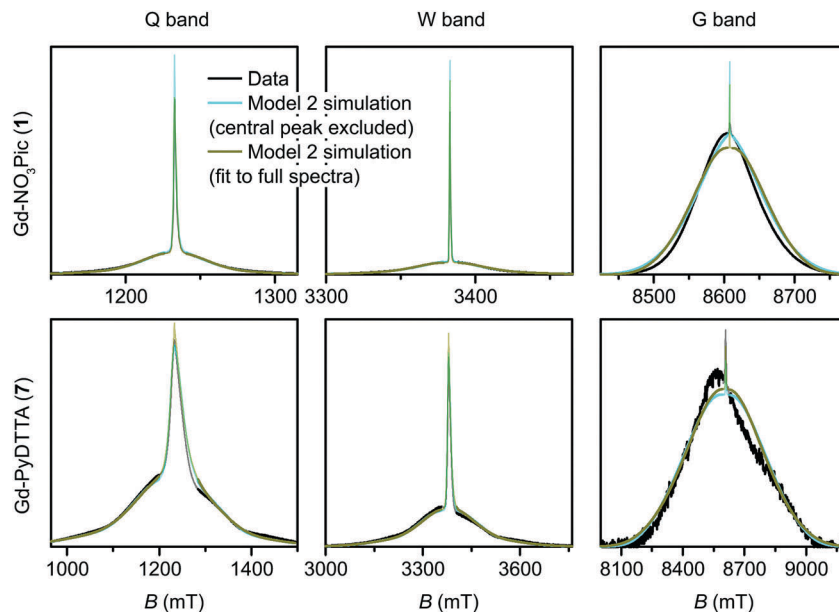 Q band
W band
G band
Gd-NO₃Pic (1)
Data
Model 2 simulation
(central peak excluded)
Model 2 simulation
(fit to full spectra)
1200
1300
3300
3400
8500
8600
8700
Gd-PyDTTA (7)
1000
1200
1400
3000
3300
3600
8100
8400
8700
9000
B (mT)
B (mT)
B (mT)